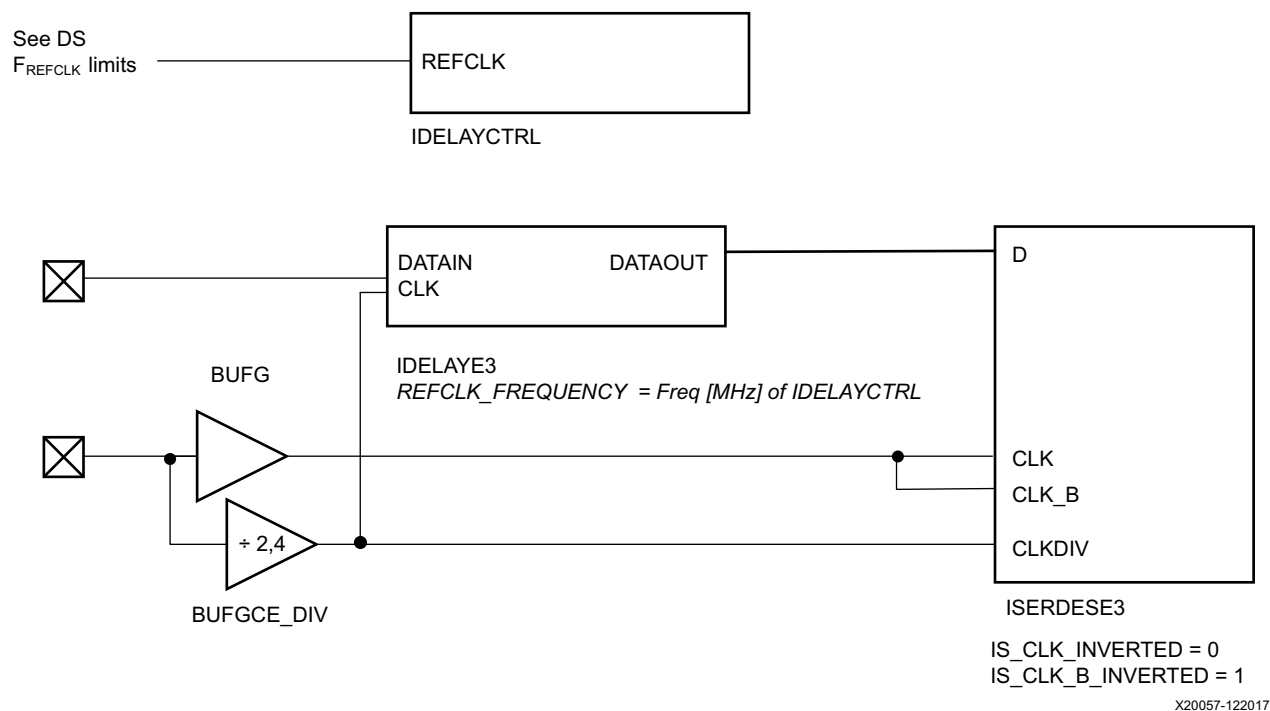 See DS
FREFCLK limits
REFCLK
IDELAYCTRL
DATAIN
DATAOUT
CLK
D
IDELAYE3
REFCLK_FREQUENCY = Freq [MHz] of IDELAYCTRL
BUFG
CLK
CLK_B
÷ 2,4
CLKDIV
BUFGCE_DIV
ISERDESE3
IS_CLK_INVERTED = 0
IS_CLK_B_INVERTED = 1
X20057-122017